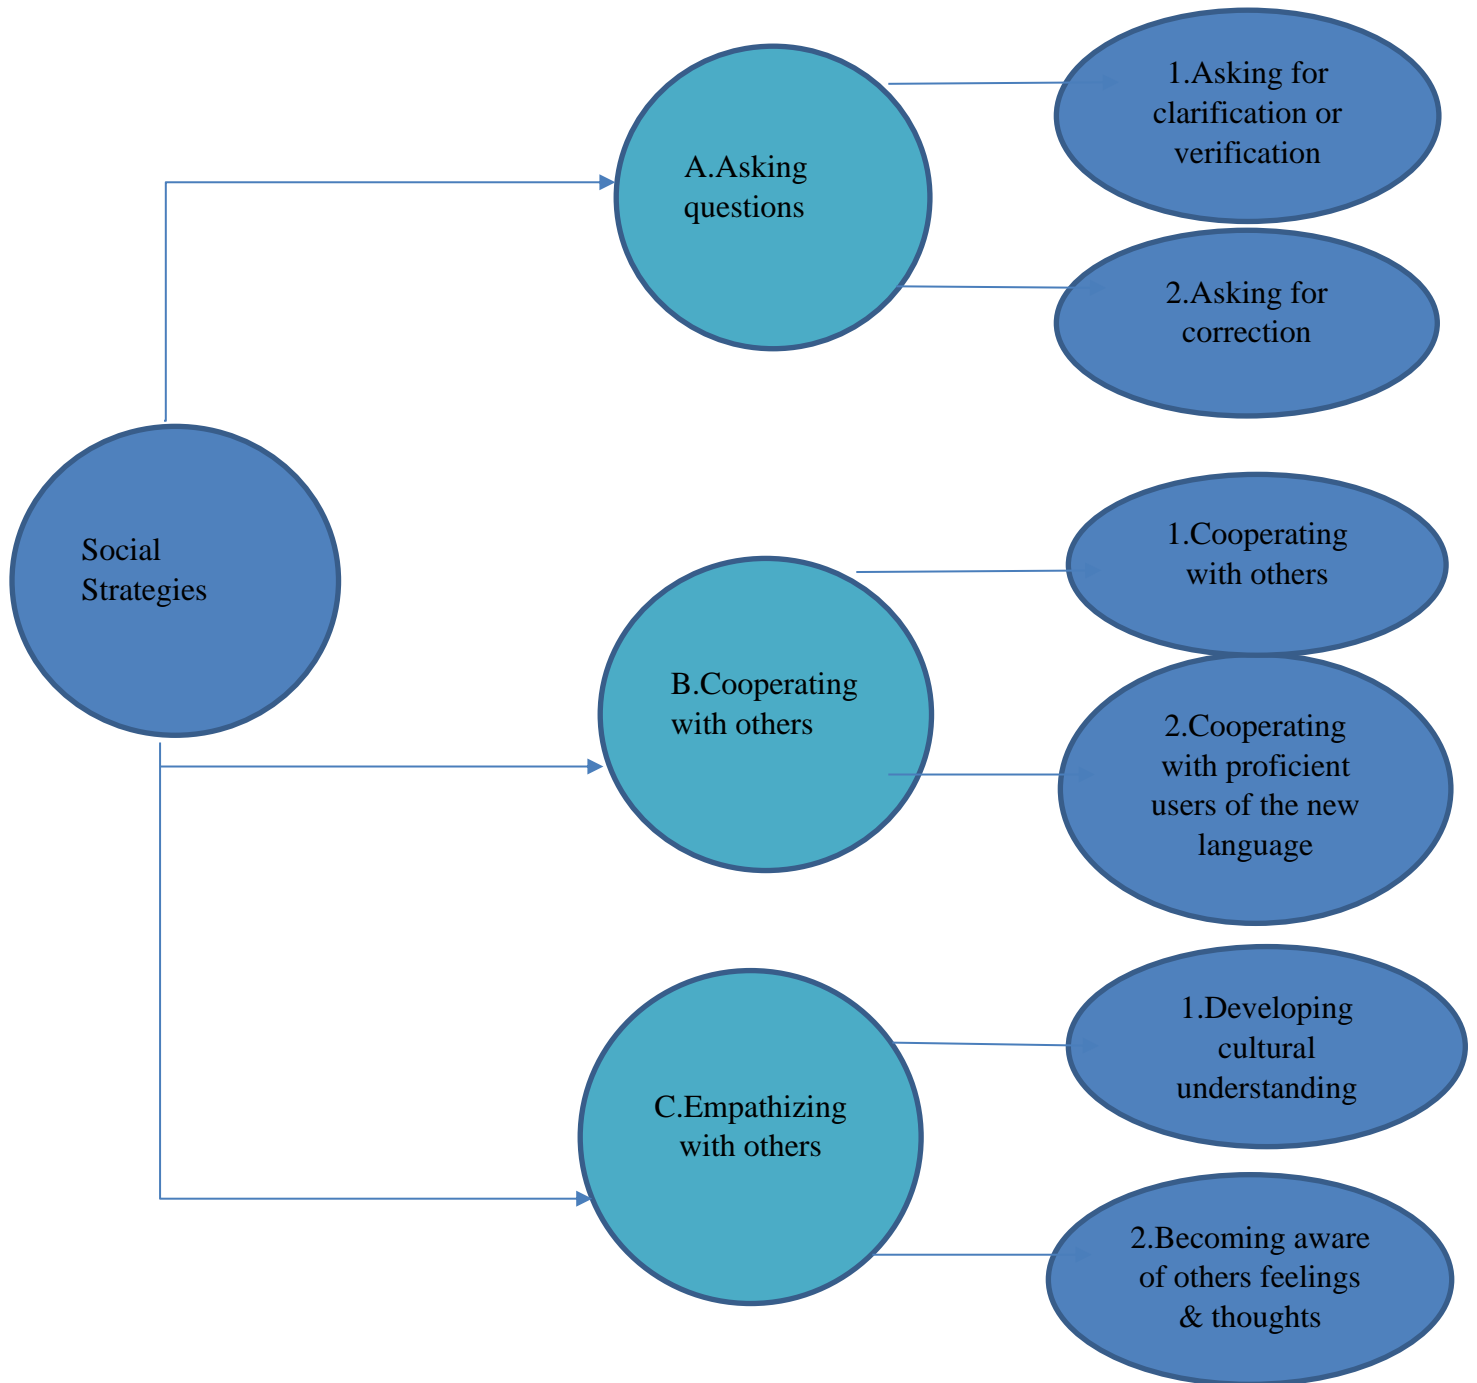 Social
Strategies
A.Asking
questions
1.Asking for
clarification or
verification
2.Asking for
correction
B.Cooperating
with others
1.Cooperating
with others
2.Cooperating
with proficient
users of the new
language
C.Empathizing
with others
1.Developing
cultural
understanding
2.Becoming aware
of others feelings
& thoughts